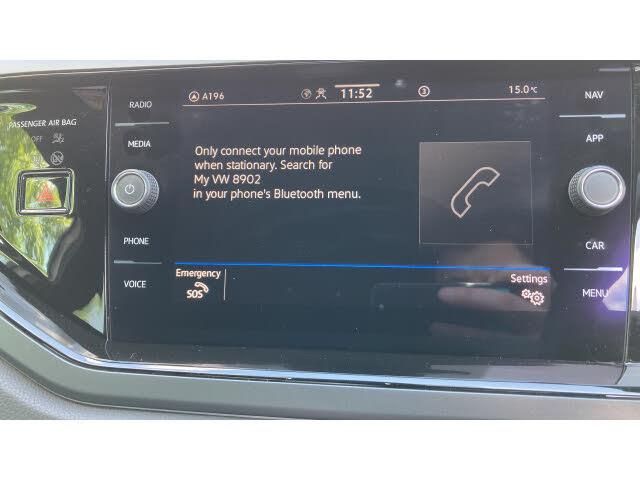 RADIO
A196
11:52
3
15.0°C
NAV
PASSENGER AIR BAG
OFF
MEDIA
APP
Only connect your mobile phone
when stationary. Search for
My VW 8902
in your phone's Bluetooth menu.
PHONE
CAR
VOICE
Emergency
SOS
Settings
MENU